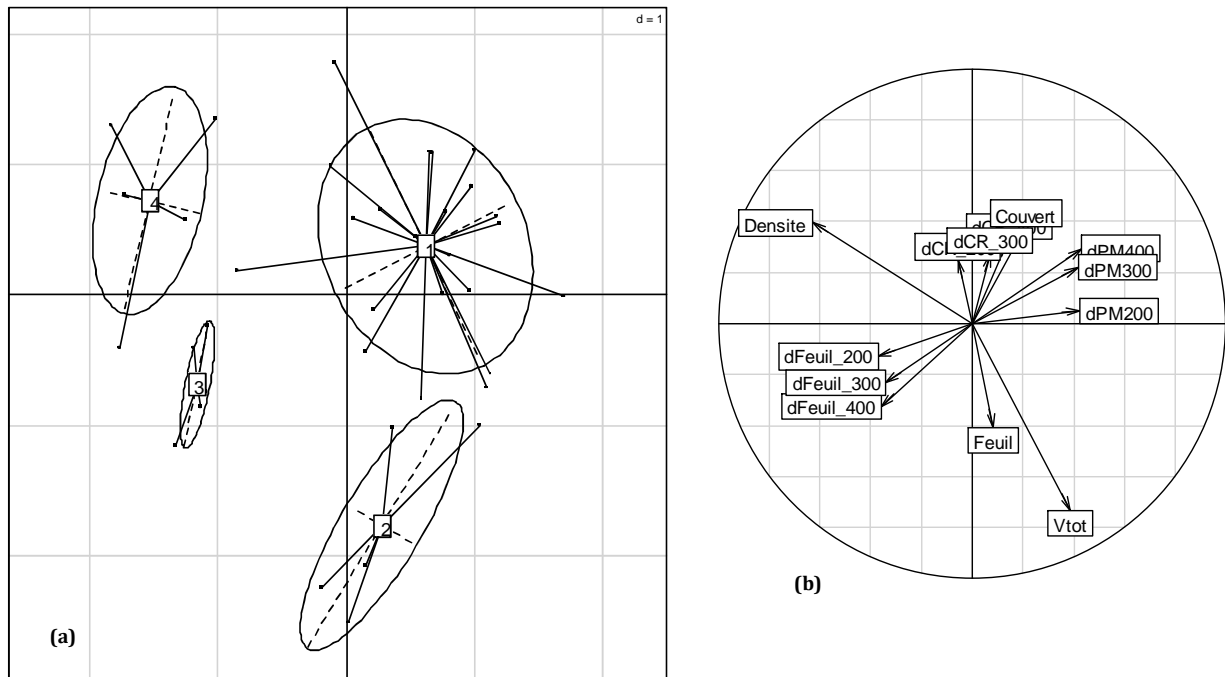 d = 1
4
1
3
2
(a)
Couvert
Densite
dCR_300
dPM400
dPM300
dPM200
dFeuil_200
dFeuil_300
dFeuil_400
Feuil
Vtot
(b)